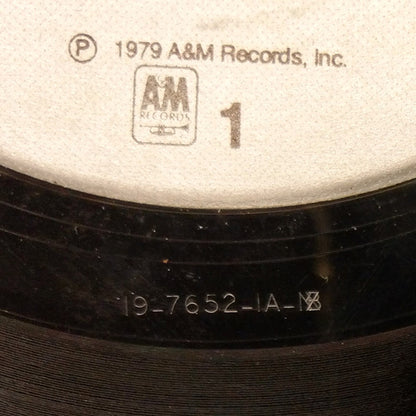 ℗ 1979 A&M Records, Inc.
A&M
RECORDS
1
19-7652-1A-